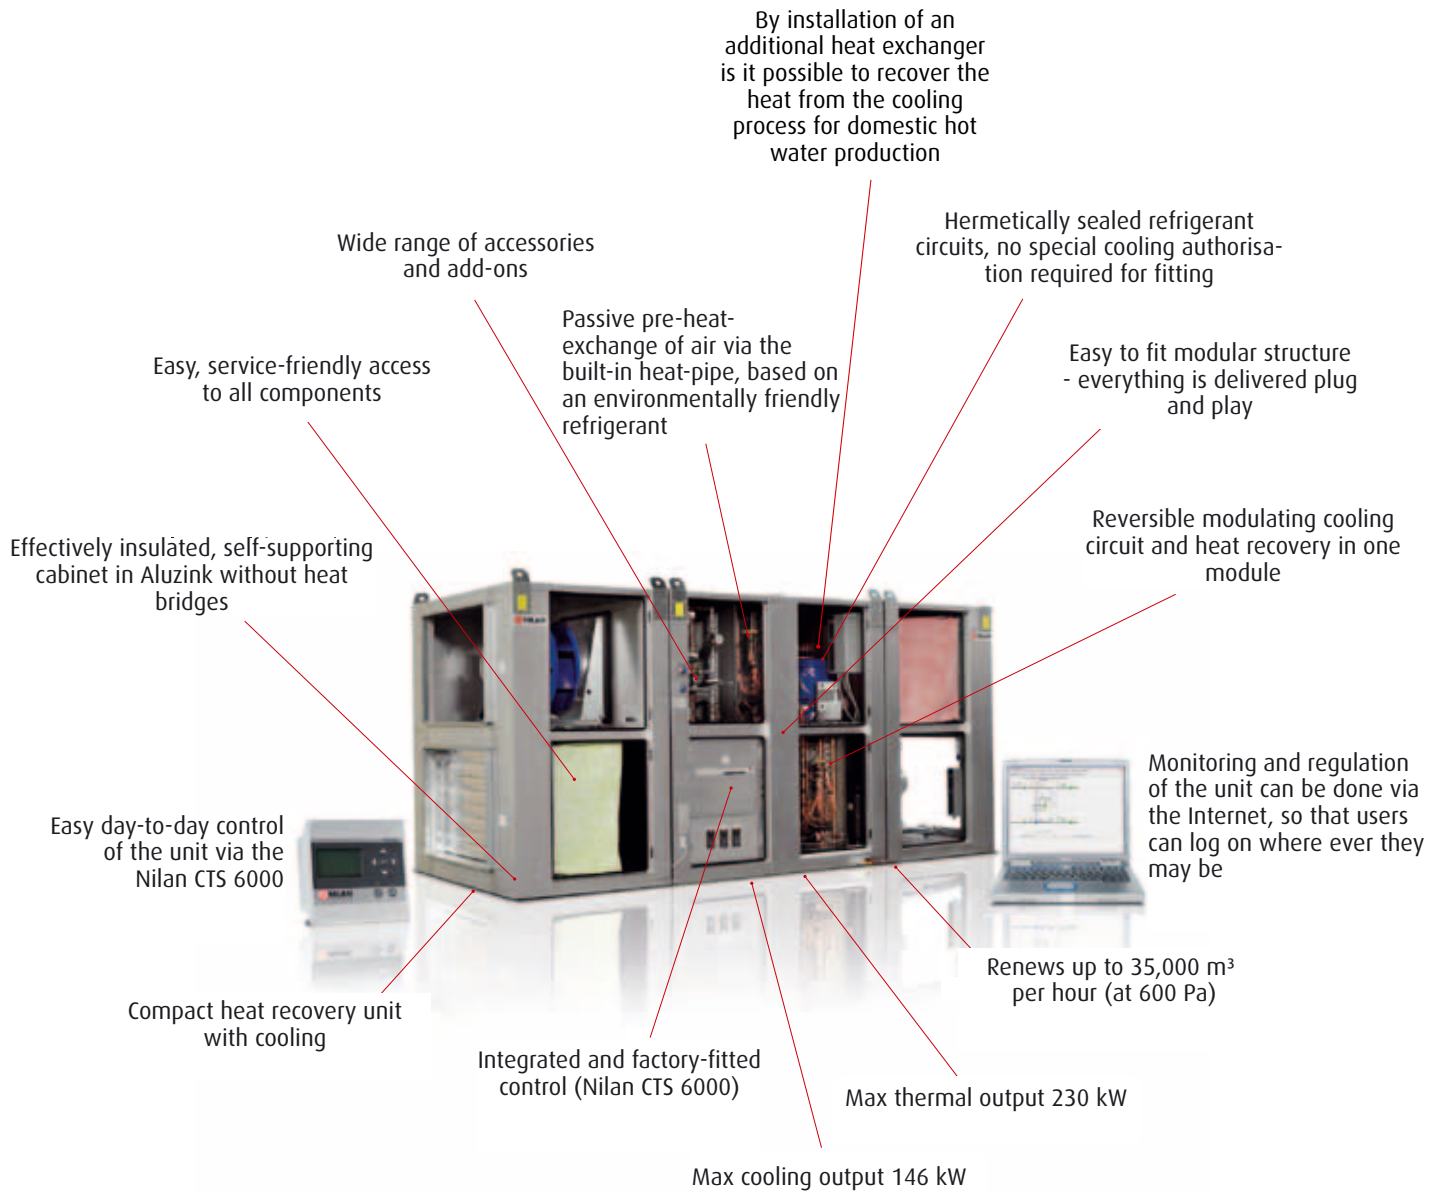 By installation of an
additional heat exchanger
is it possible to recover the
heat from the cooling
process for domestic hot
water production
Hermetically sealed refrigerant
circuits, no special cooling authorisa-
tion required for fitting
Wide range of accessories
and add-ons
Passive pre-heat-
exchange of air via the
built-in heat-pipe, based on
an environmentally friendly
refrigerant
Easy to fit modular structure
- everything is delivered plug
and play
Easy, service-friendly access
to all components
Reversible modulating cooling
circuit and heat recovery in one
module
Effectively insulated, self-supporting
cabinet in Aluzink without heat
bridges
NILAN
Monitoring and regulation
of the unit can be done via
the Internet, so that users
can log on where ever they
may be
Easy day-to-day control
of the unit via the
Nilan CTS 6000
NILAN
Renews up to 35,000 m³
per hour (at 600 Pa)
Compact heat recovery unit
with cooling
Integrated and factory-fitted
control (Nilan CTS 6000)
Max thermal output 230 kW
Max cooling output 146 kW